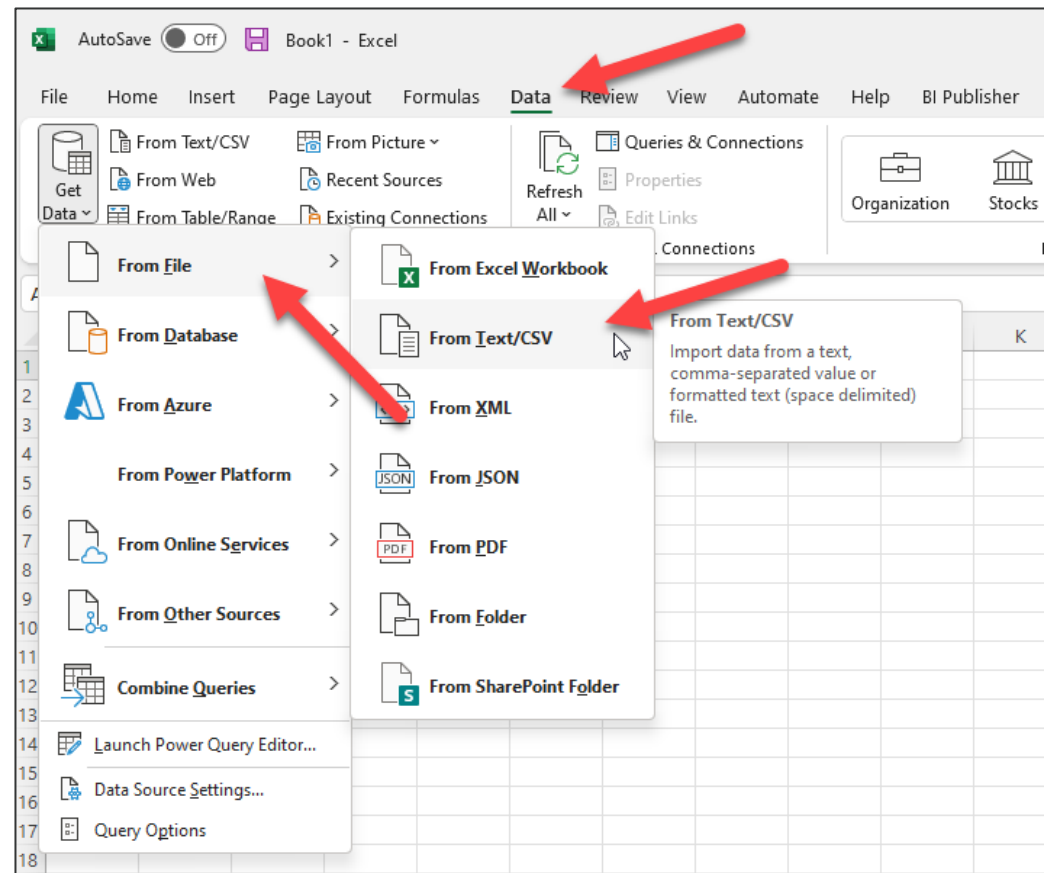 AutoSave Off Book1 - Excel
File Home Insert Page Layout Formulas Data Review View Automate Help BI Publisher
Get Data
From Text/CSV
From Web
From Table/Range
From Picture
Recent Sources
Existing Connections
Refresh All
Queries & Connections
Properties
Edit Links
Connections
Organization
Stocks
From File
From Database
From Azure
From Power Platform
From Online Services
From Other Sources
Combine Queries
Launch Power Query Editor...
Data Source Settings...
Query Options
From Excel Workbook
From Text/CSV
From XML
JSON
From JSON
PDF
From PDF
From Folder
From SharePoint Folder
From Text/CSV
Import data from a text,
comma-separated value or
formatted text (space delimited)
file.
K
1
2
3
4
5
6
7
8
9
10
11
12
13
14
15
16
17
18